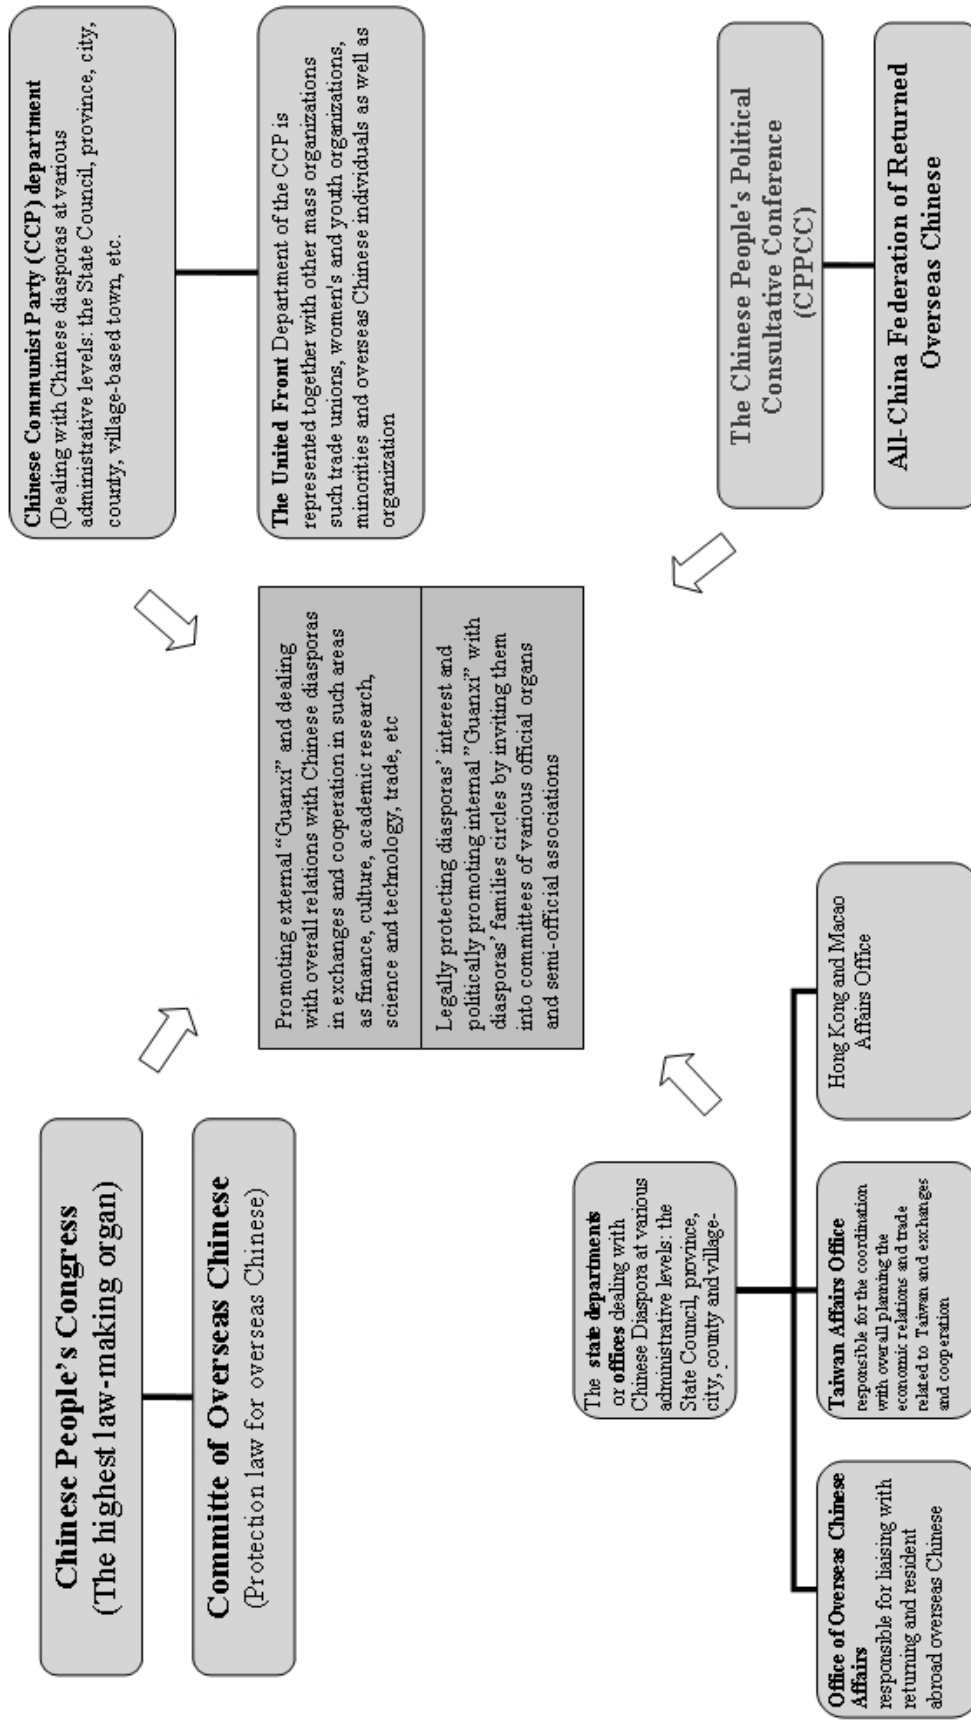 Chinese People's Congress
(The highest law-making organ)
Committe of Overseas Chinese
(Protection law for overseas Chinese)
Chinese Communist Party (CCP) department
(Dealing with Chinese diasporas at various
administrative levels: the State Council, province, city,
county, village-based town, etc.
The United Front Department of the CCP is
represented together with other mass organizations
such trade unions, women's and youth organizations,
minorities and overseas Chinese individuals as well as
organization
Promoting external “Guanxi” and dealing
with overall relations with Chinese diasporas
in exchanges and cooperation in such areas
as finance, culture, academic research,
science and technology, trade, etc
Legally protecting diasporas’ interest and
politically promoting internal "Guanxi” with
diasporas’ families circles by inviting them
into committees of various official organs
and semi-official associations
The state departments
or offices dealing with
Chinese Diaspora at various
administrative levels: the
State Council, province,
city, county and village-
Office of Overseas Chinese
Affairs
responsible for liaising with
returning and resident
abroad overseas Chinese
Taiwan Affairs Office
responsible for the coordination
with overall planning the
economic relations and trade
related to Taiwan and exchanges
and cooperation
Hong Kong and Macao
Affairs Office
The Chinese People's Political
Consultative Conference
(CPPCC)
All-China Federation of Returned
Overseas Chinese